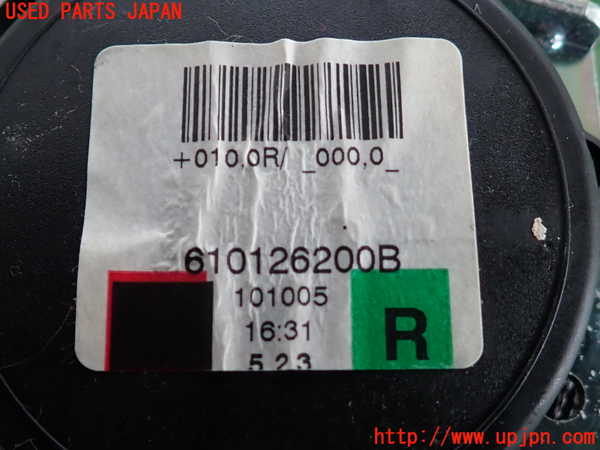 USED PARTS JAPAN
+010,0R/ _000,0_
610126200B
101005
16:31
5 2 3
R
http://www.upjpn.com/